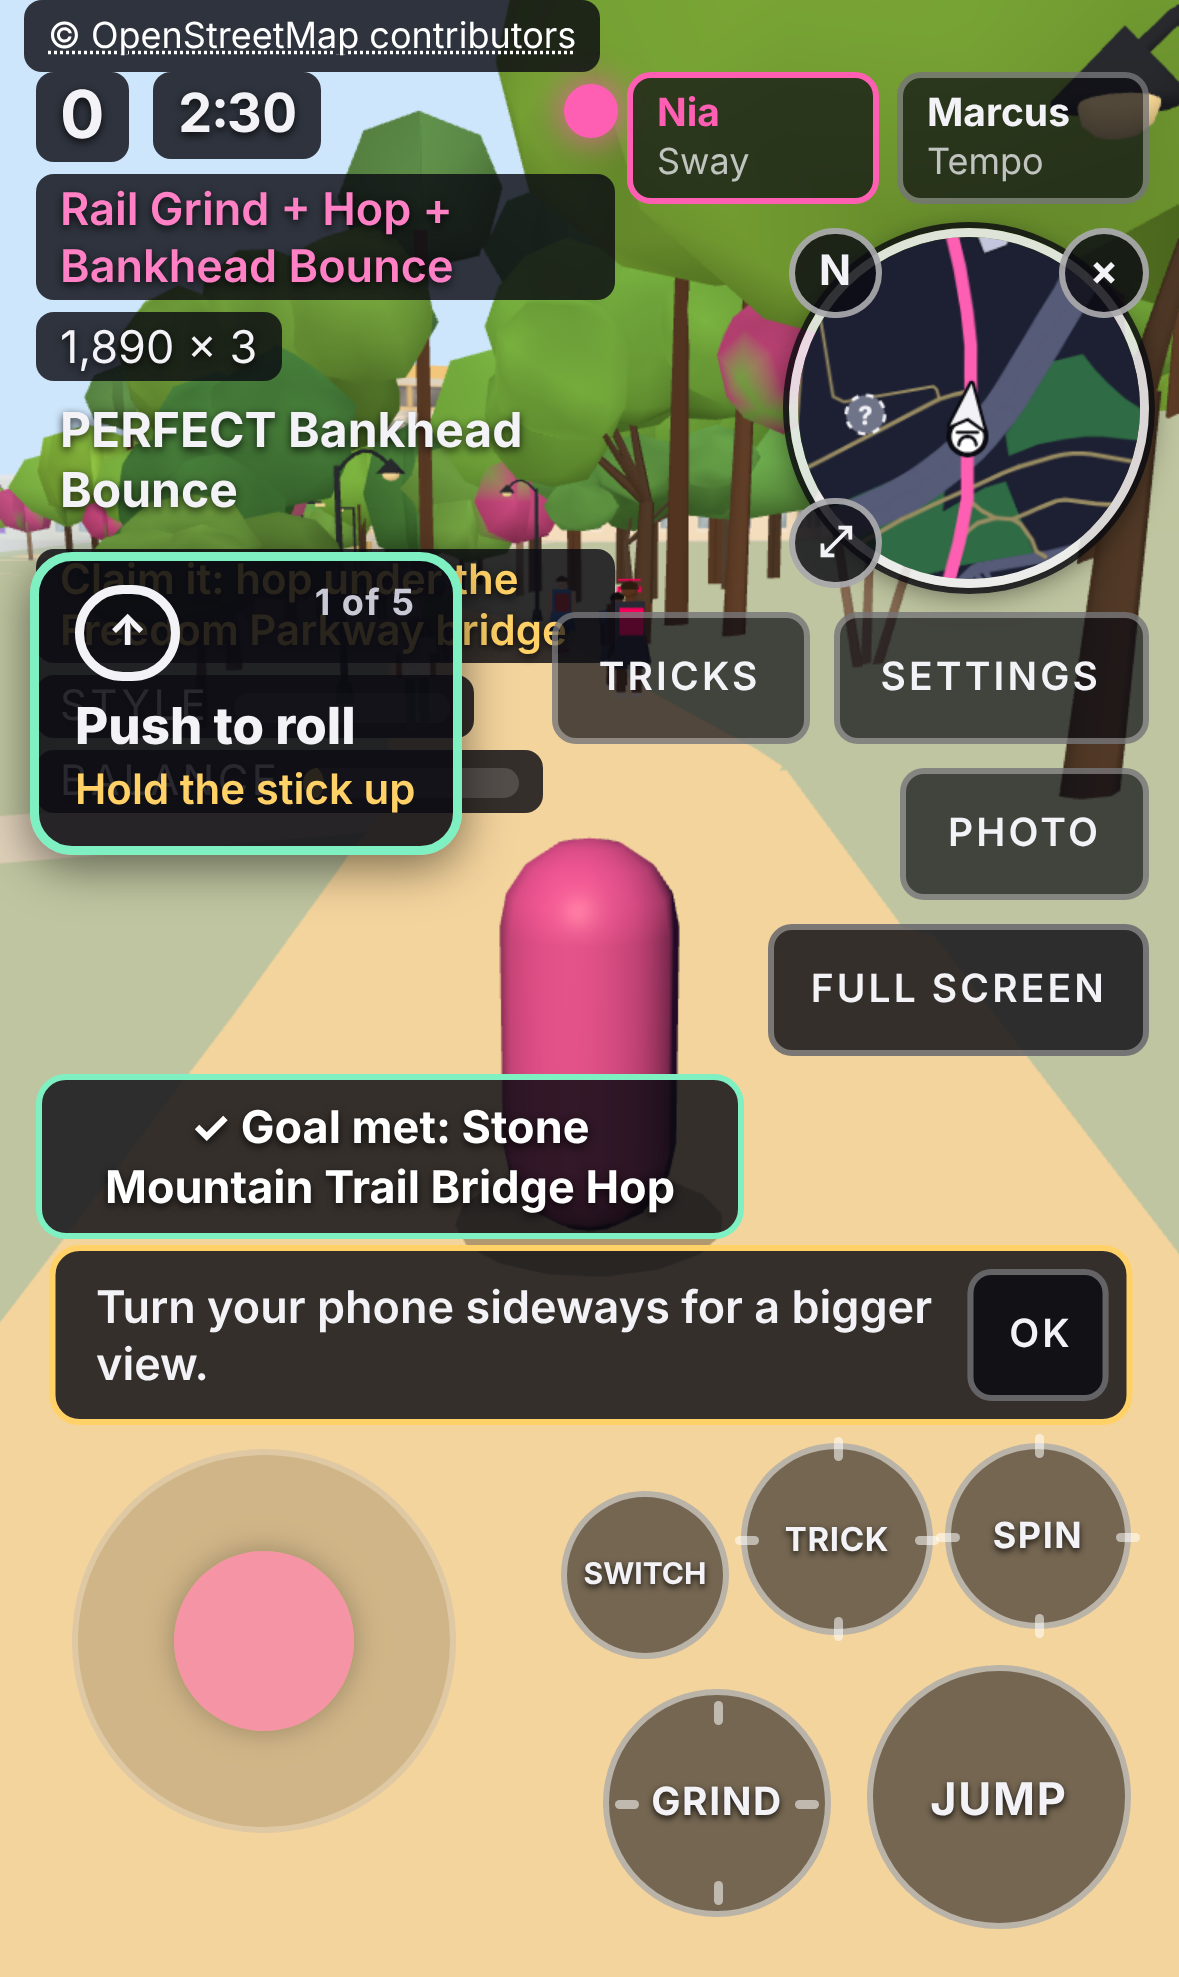 © OpenStreetMap contributors
0
2:30
Nia
Sway
Marcus
Tempo
Rail Grind + Hop +
Bankhead Bounce
1,890 × 3
PERFECT Bankhead
Bounce
N
×
?
Claim it: hop under the
Freedom Parkway bridge
STYLE
BALANCE
1 of 5
Push to roll
Hold the stick up
TRICKS
SETTINGS
PHOTO
FULL SCREEN
✓ Goal met: Stone
Mountain Trail Bridge Hop
Turn your phone sideways for a bigger
view.
OK
SWITCH
TRICK
SPIN
GRIND
JUMP